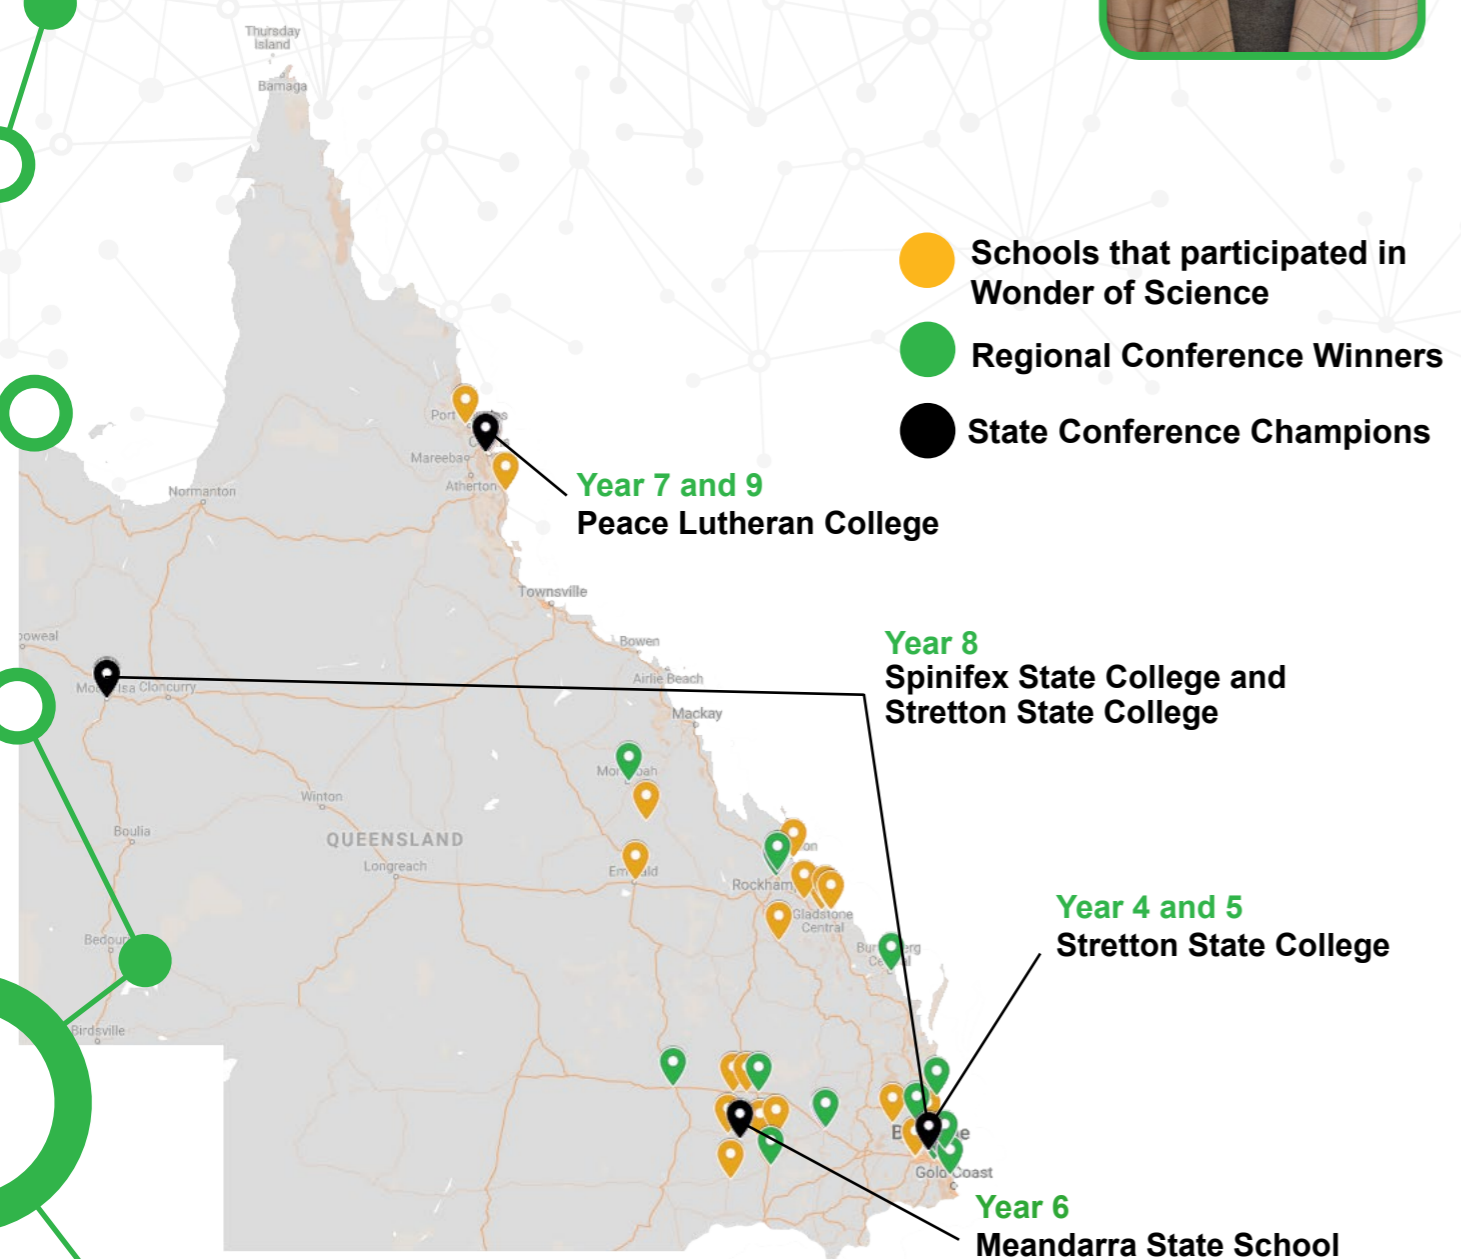 Thursday
Island
Bamaga
Schools that participated in
Wonder of Science
Regional Conference Winners
State Conference Champions
Port
Mareeba
Atherton
Normanton
Year 7 and 9
Peace Lutheran College
Townsville
Bowen
Airlie Beach
Mackay
Year 8
Spinifex State College and
Stretton State College
Isa Cloncurry
Winton
Boulia
QUEENSLAND
Longreach
Gladstone
Central
Year 4 and 5
Stretton State College
Birdsville
Gold Coast
Year 6
Meandarra State School